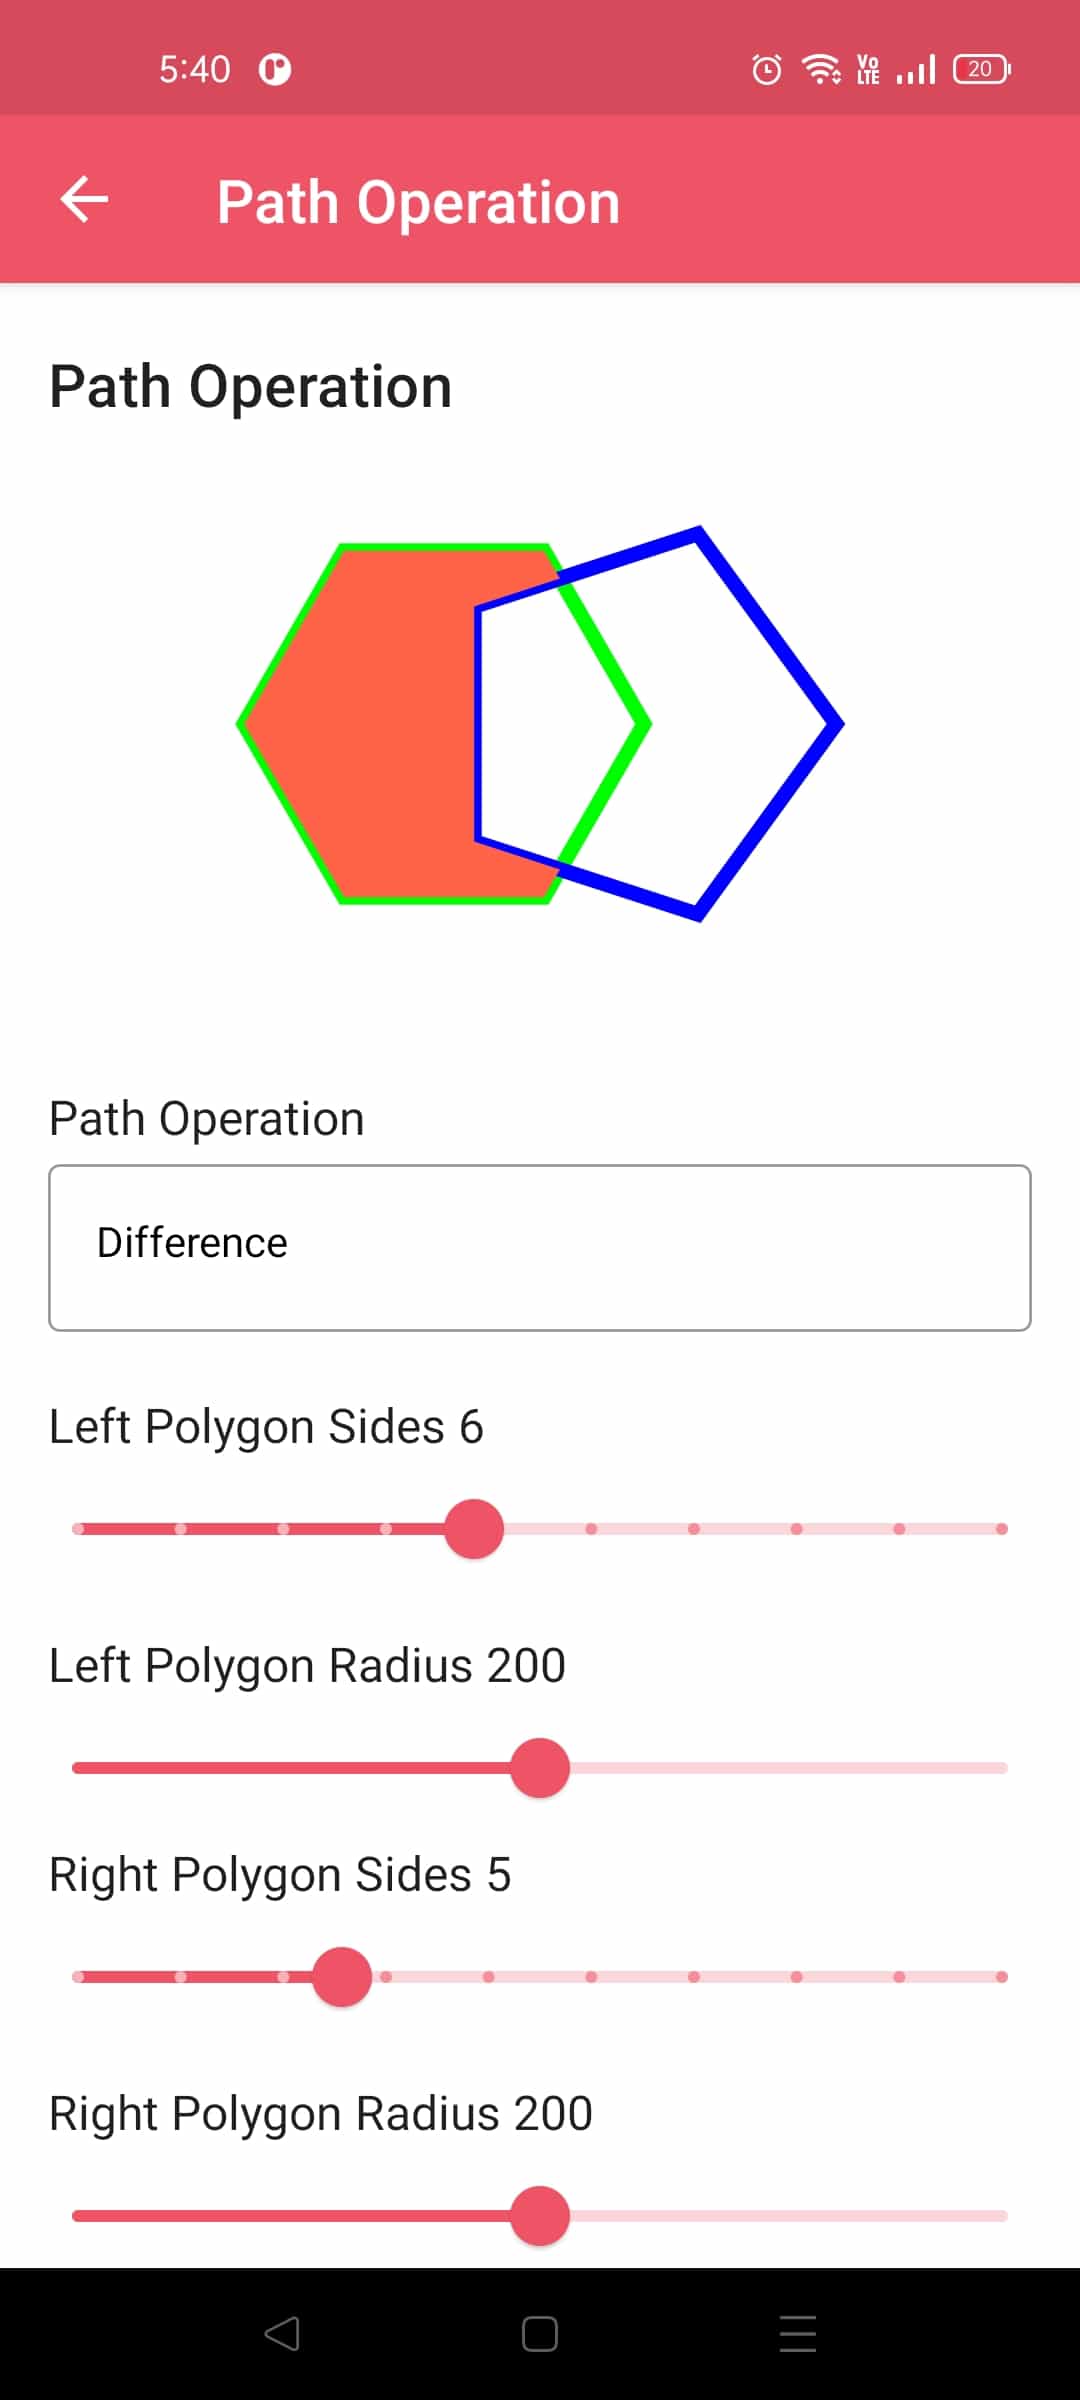 5:40
Vo
LTE
20
Path Operation
Path Operation
Path Operation
Difference
Left Polygon Sides 6
Left Polygon Radius 200
Right Polygon Sides 5
Right Polygon Radius 200